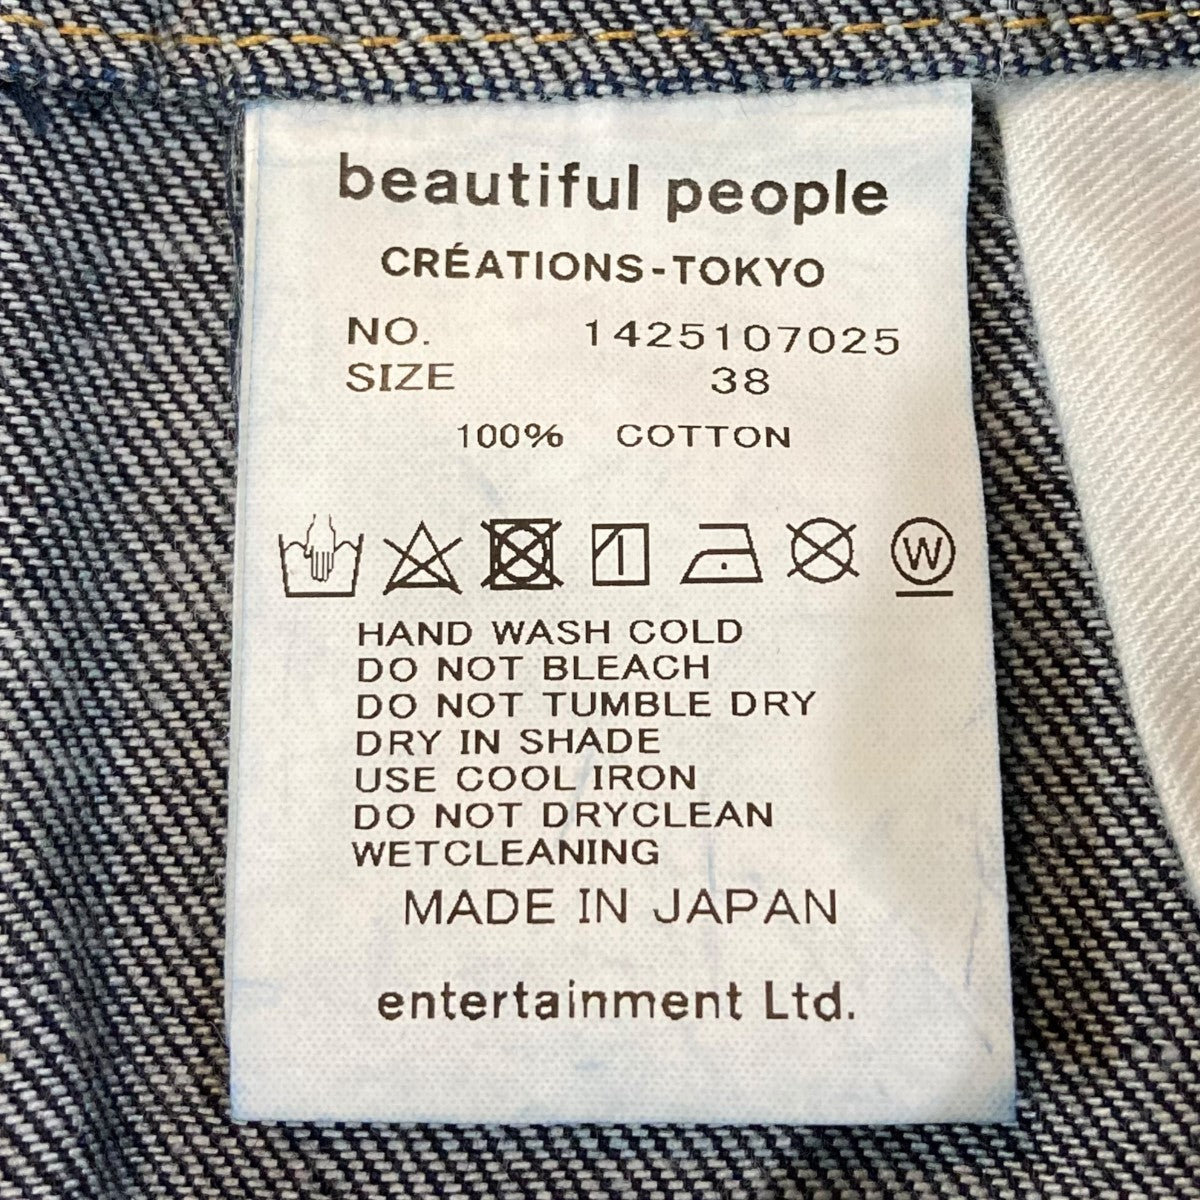 beautiful people
CRÉATIONS-TOKYO
NO. 1425107025
SIZE 38
100% COTTON
W
HAND WASH COLD
DO NOT BLEACH
DO NOT TUMBLE DRY
DRY IN SHADE
USE COOL IRON
DO NOT DRYCLEAN
WETCLEANING
MADE IN JAPAN
entertainment Ltd.